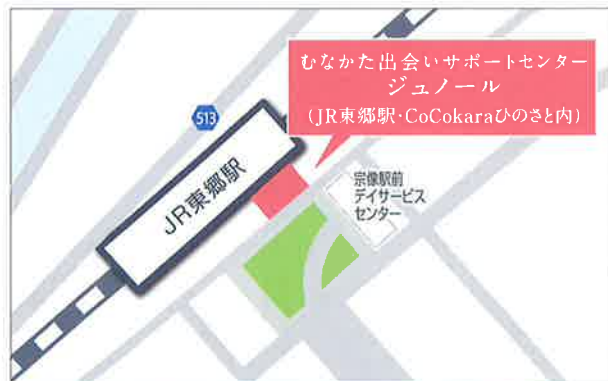 むなかた出会いサポートセンター
ジュノール
(JR東郷駅・CoCokaraひのさと内)
513
JR東郷駅
宗像駅前
デイサービス
センター